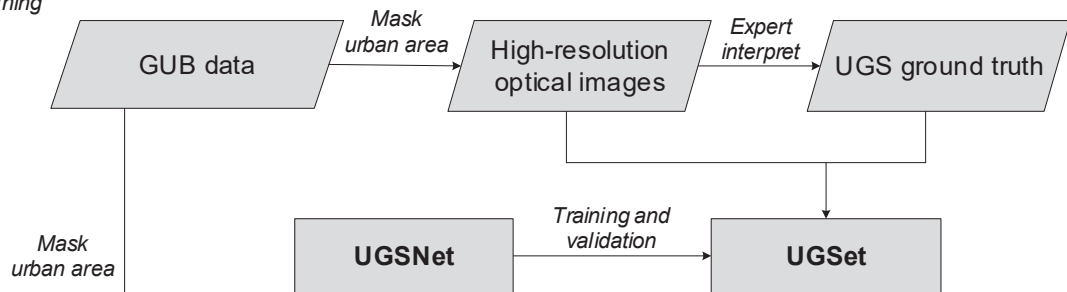 Mask
urban area
Expert
interpret
GUB data
High-resolution
optical images
UGS ground truth
Training and
validation
Mask
urban area
UGSNet
UGSet